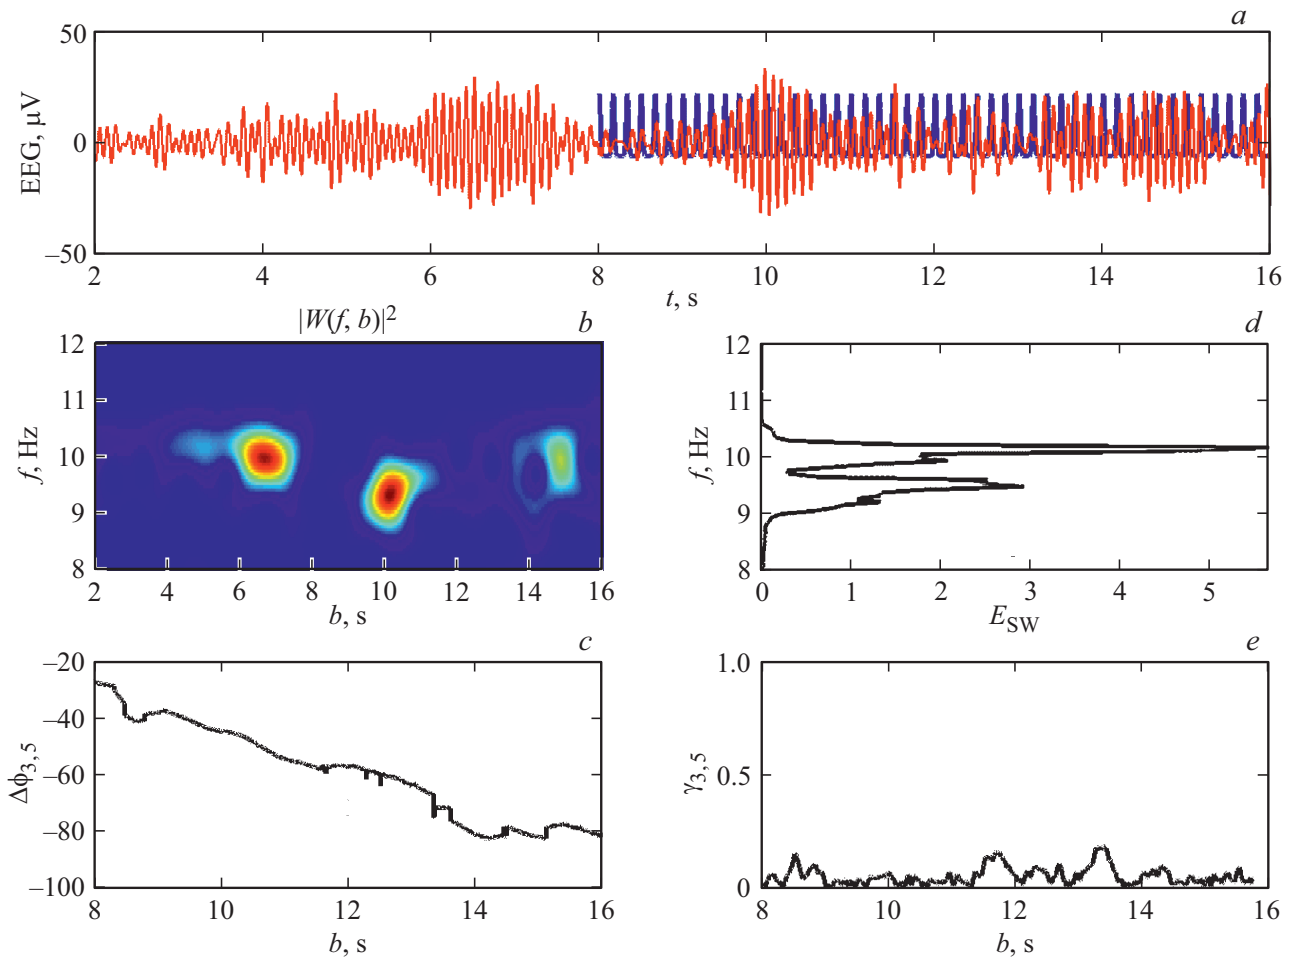 a
50
0
−50
EEG, μV
2 4 6 8 10 12 14 16
t, s
|W(f, b)|² b
12
11
10
9
8
f, Hz
2 4 6 8 10 12 14 16
b, s
d
12
11
10
9
8
f, Hz
0 1 2 3 4 5
E_SW
c
−20
−40
−60
−80
−100
Δϕ3,5
8 10 12 14 16
b, s
e
1.0
0.5
0
γ3,5
8 10 12 14 16
b, s